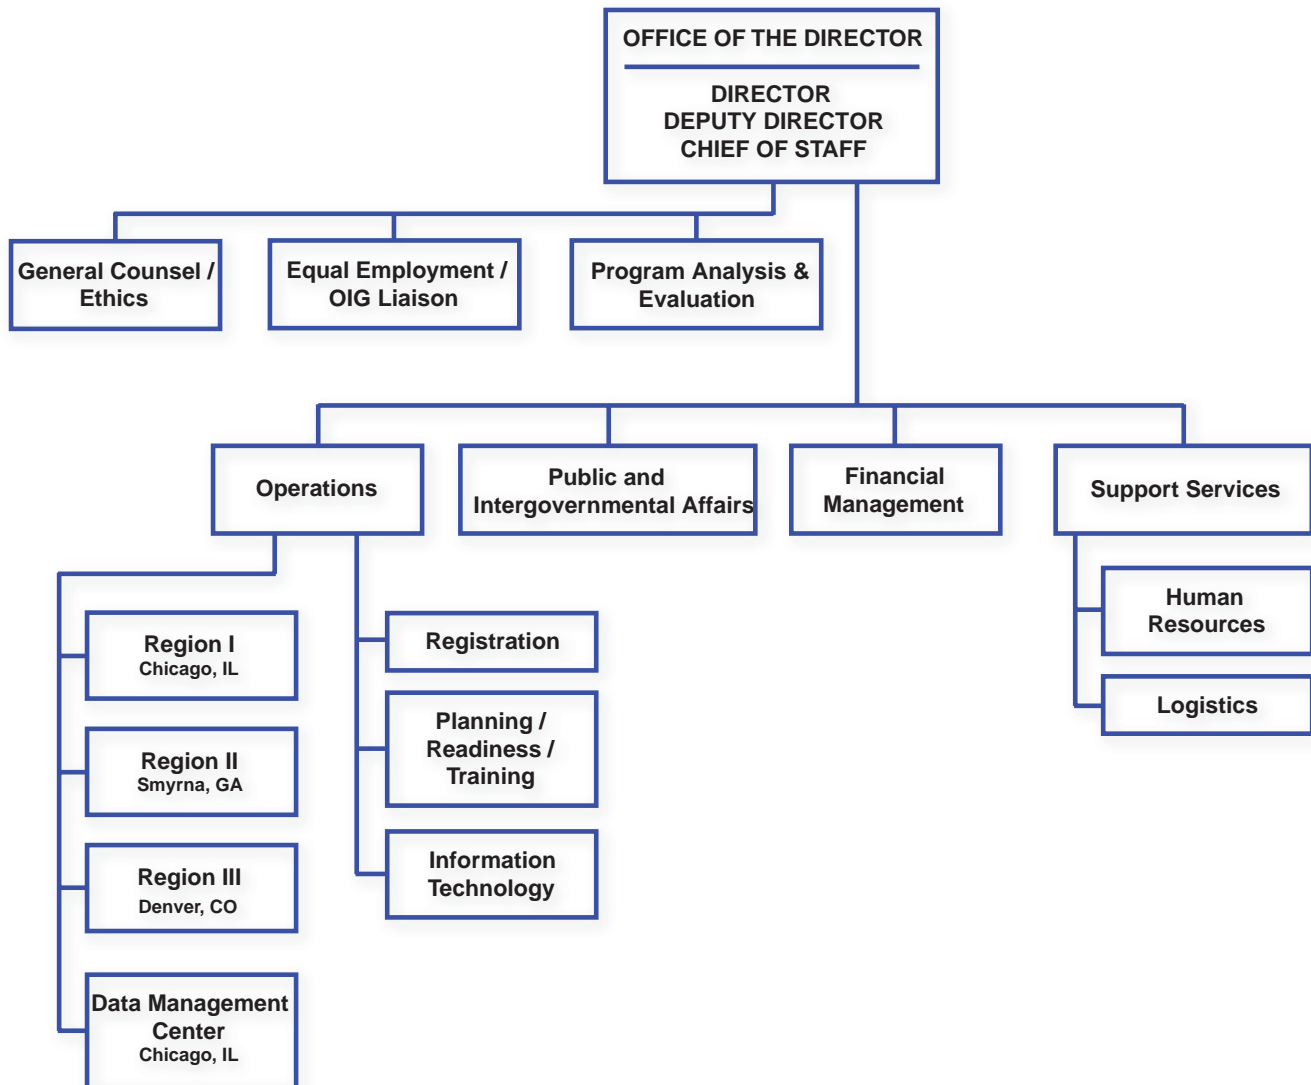 OFFICE OF THE DIRECTOR
DIRECTOR
DEPUTY DIRECTOR
CHIEF OF STAFF
General Counsel /
Ethics
Equal Employment /
OIG Liaison
Program Analysis &
Evaluation
Operations
Public and
Intergovernmental Affairs
Financial
Management
Support Services
Region I
Chicago, IL
Region II
Smyrna, GA
Region III
Denver, CO
Data Management
Center
Chicago, IL
Registration
Planning /
Readiness /
Training
Information
Technology
Human
Resources
Logistics